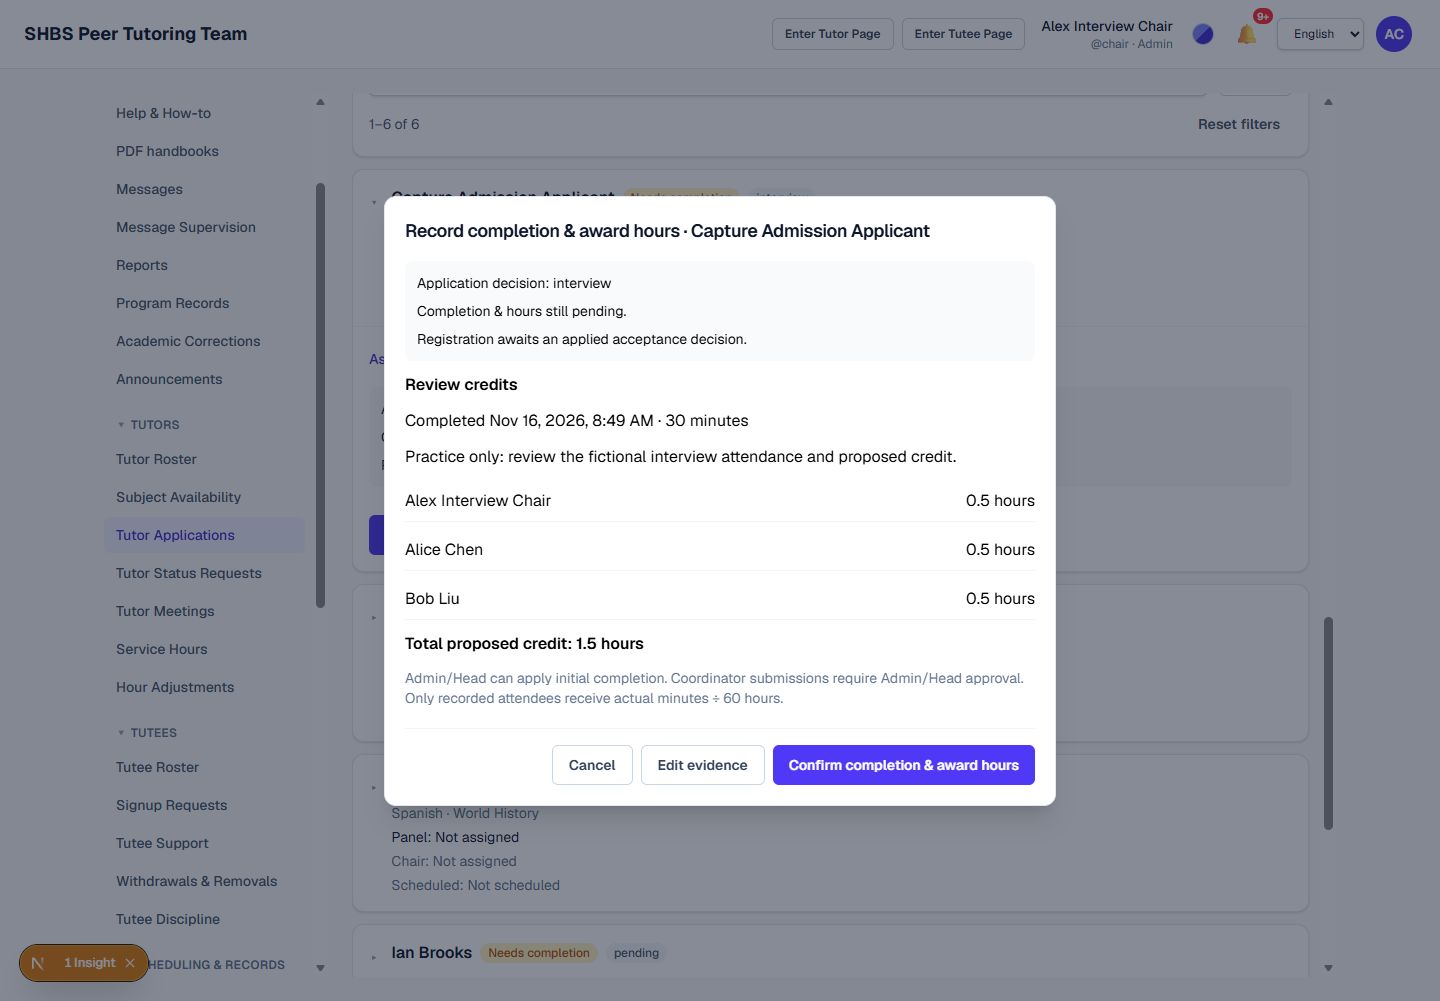 SHBS Peer Tutoring Team
Enter Tutor Page
Enter Tutee Page
Alex Interview Chair
@chair · Admin
9+
English
AC
Help & How-to
PDF handbooks
Messages
Message Supervision
Reports
Program Records
Academic Corrections
Announcements
TUTORS
Tutor Roster
Subject Availability
Tutor Applications
Tutor Status Requests
Tutor Meetings
Service Hours
Hour Adjustments
TUTEES
Tutee Roster
Signup Requests
Tutee Support
Withdrawals & Removals
Tutee Discipline
HEDULING & RECORDS
N
1 Insight
1–6 of 6
Reset filters
Capture Admission Applicant
Needs completion
interview
As
Record completion & award hours · Capture Admission Applicant
Application decision: interview
Completion & hours still pending.
Registration awaits an applied acceptance decision.
Review credits
Completed Nov 16, 2026, 8:49 AM · 30 minutes
Practice only: review the fictional interview attendance and proposed credit.
Alex Interview Chair 0.5 hours
Alice Chen 0.5 hours
Bob Liu 0.5 hours
Total proposed credit: 1.5 hours
Admin/Head can apply initial completion. Coordinator submissions require Admin/Head approval.
Only recorded attendees receive actual minutes ÷ 60 hours.
Cancel
Edit evidence
Confirm completion & award hours
Spanish · World History
Panel: Not assigned
Chair: Not assigned
Scheduled: Not scheduled
Ian Brooks
Needs completion
pending